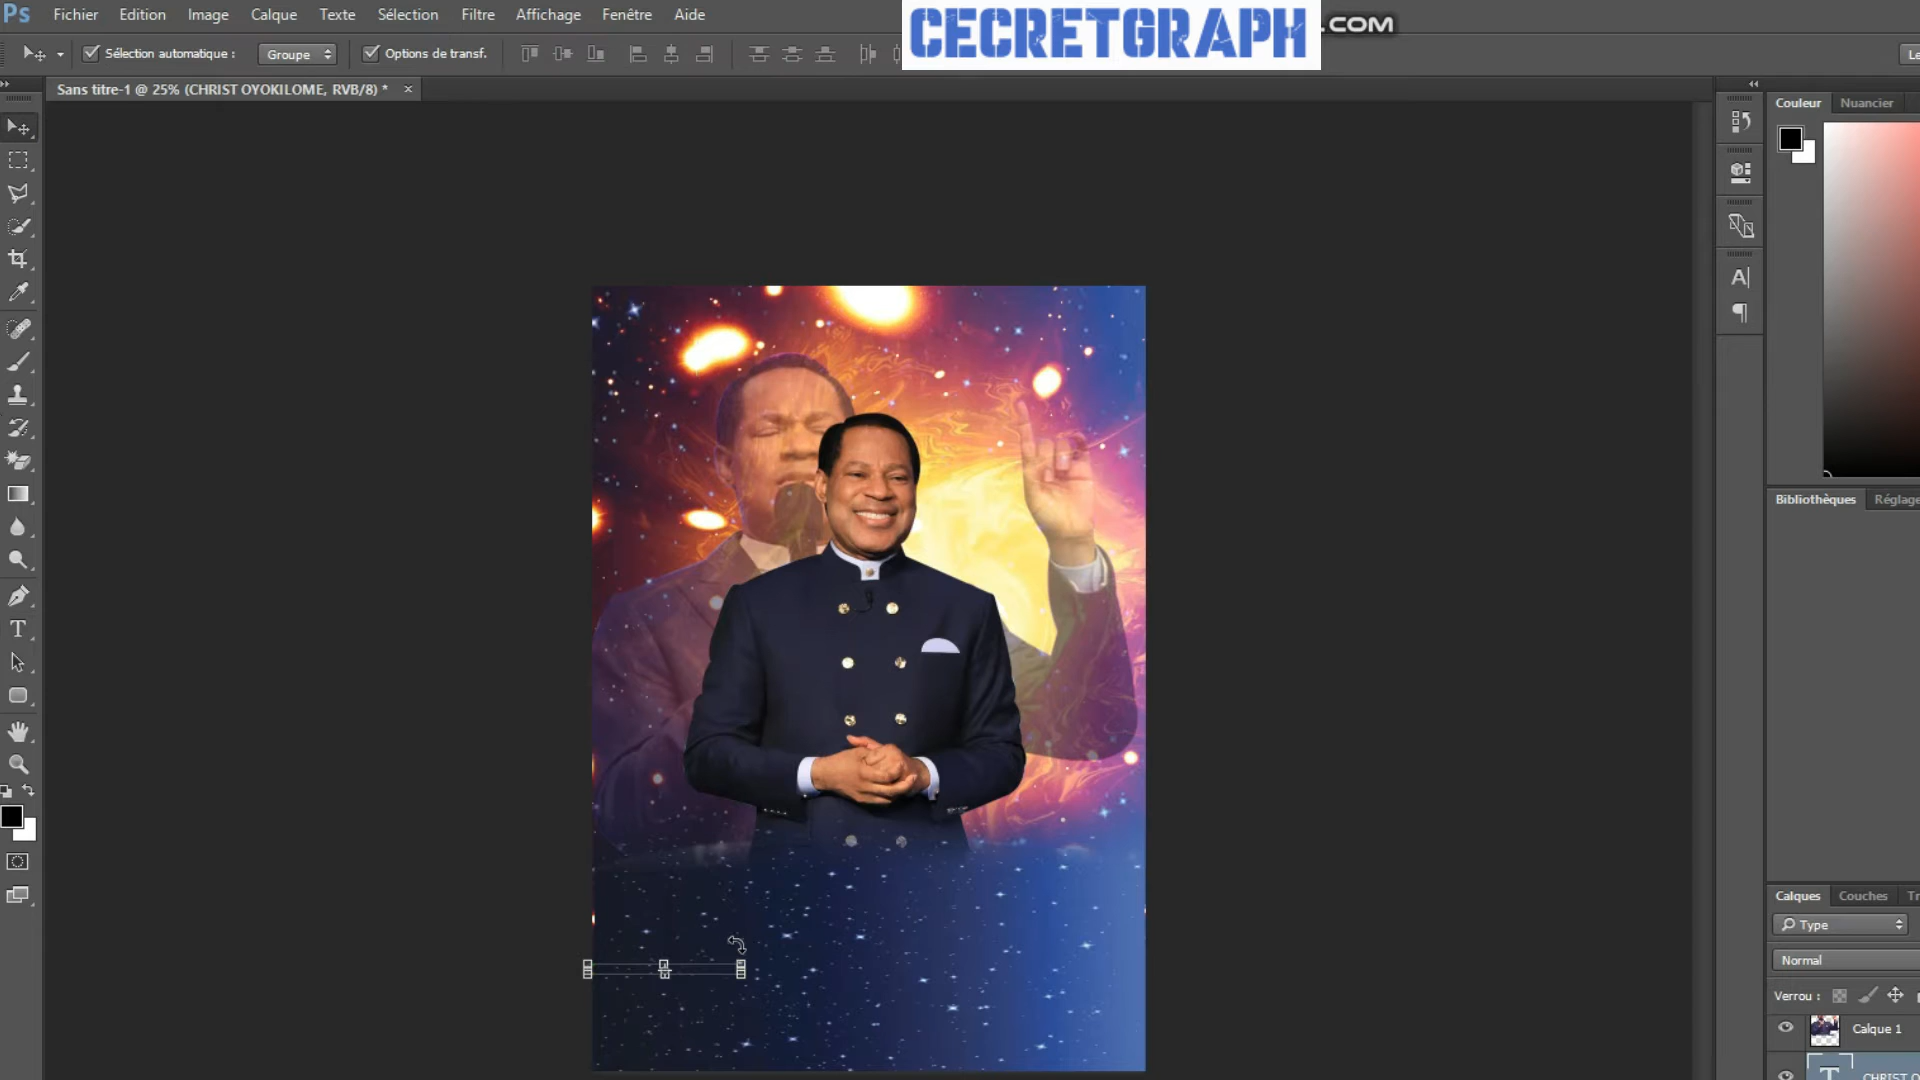 Ps Fichier Edition Image Calque Texte Sélection Filtre Affichage Fenêtre Aide
CECRETGRAPH .COM
Sélection automatique : Groupe Options de transf.
Sans titre-1 @ 25% (CHRIST OYOKILOME, RVB/8) * ×
Couleur Nuancier
Bibliothèques Réglage
Calques Couches Tr
Type
Normal
Verrou :
Calque 1
CHRIST O